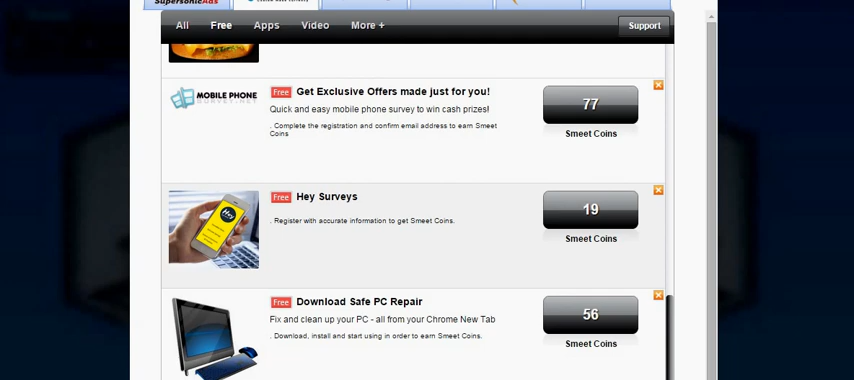 SupersonicAds
All Free Apps Video More + Support
MOBILE PHONE
SURVEY.NET
Free Get Exclusive Offers made just for you!
Quick and easy mobile phone survey to win cash prizes!
. Complete the registration and confirm email address to earn Smeet
Coins
77
Smeet Coins
Hey
Free Hey Surveys
. Register with accurate information to get Smeet Coins.
19
Smeet Coins
Free Download Safe PC Repair
Fix and clean up your PC - all from your Chrome New Tab
. Download, install and start using in order to earn Smeet Coins.
56
Smeet Coins